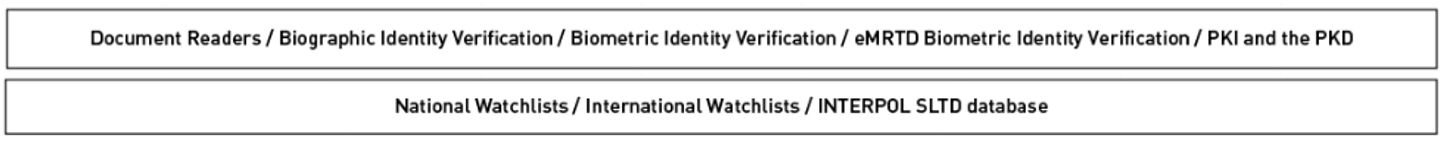 Document Readers / Biographic Identity Verification / Biometric Identity Verification / eMRTD Biometric Identity Verification / PKI and the PKD
National Watchlists / International Watchlists / INTERPOL SLTD database